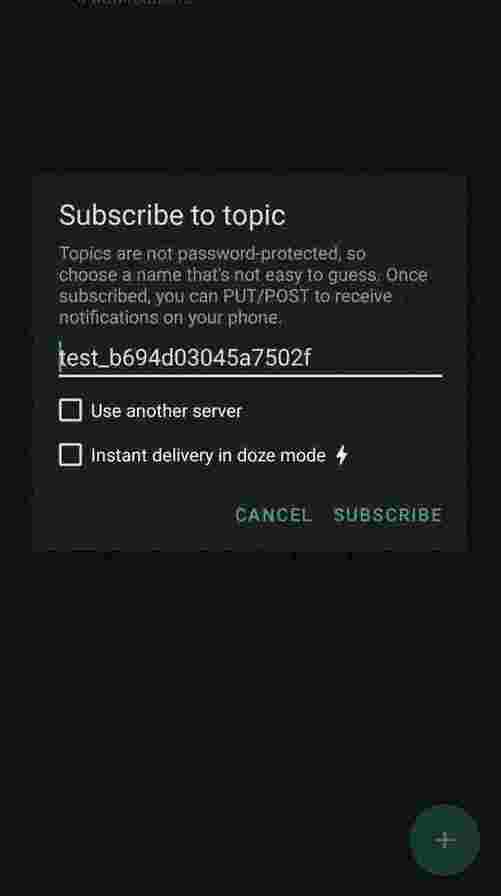 Subscribe to topic
Topics are not password-protected, so
choose a name that's not easy to guess. Once
subscribed, you can PUT/POST to receive
notifications on your phone.
test_b694d03045a7502f
Use another server
Instant delivery in doze mode
CANCEL SUBSCRIBE
+